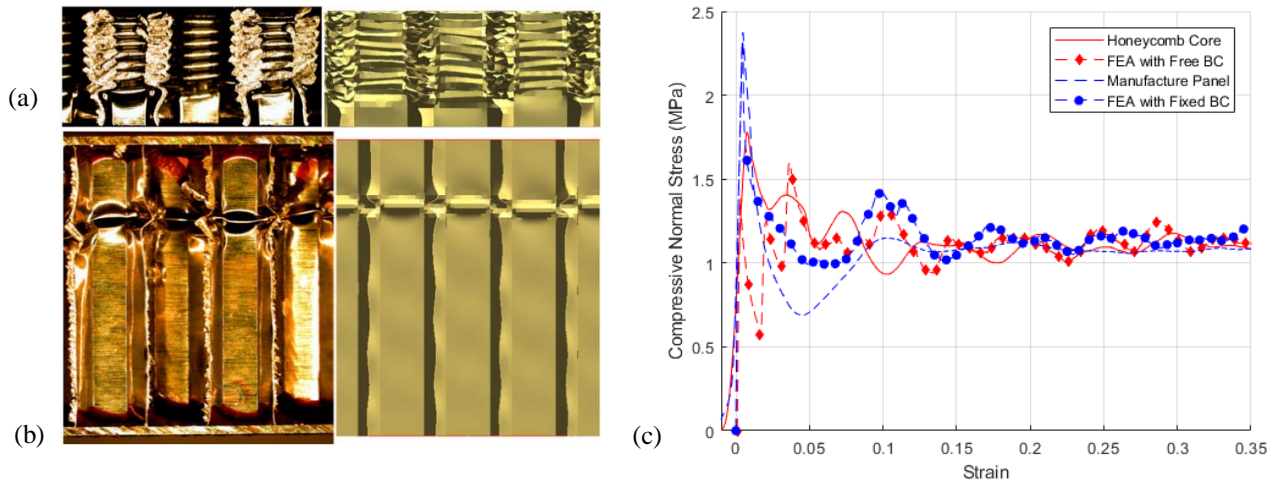 (a)
(b)
(c)
Compressive Normal Stress (MPa)
2.5
2
1.5
1
0.5
0
Honeycomb Core
FEA with Free BC
Manufacture Panel
FEA with Fixed BC
0 0.05 0.1 0.15 0.2 0.25 0.3 0.35
Strain